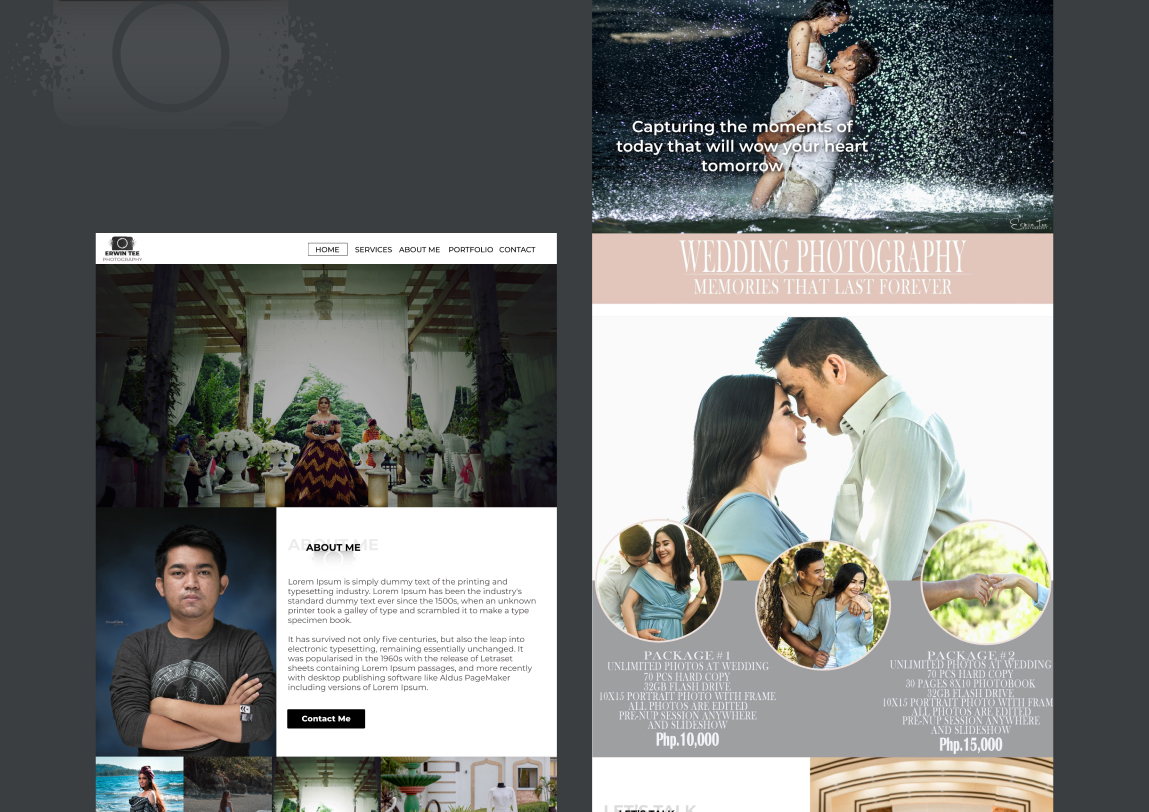 ERWIN TEE
PHOTOGRAPHY
HOME SERVICES ABOUT ME PORTFOLIO CONTACT
ABOUT ME
ABOUT ME
Lorem Ipsum is simply dummy text of the printing and
typesetting industry. Lorem Ipsum has been the industry's
standard dummy text ever since the 1500s, when an unknown
printer took a galley of type and scrambled it to make a type
specimen book.
It has survived not only five centuries, but also the leap into
electronic typesetting, remaining essentially unchanged. It
was popularised in the 1960s with the release of Letraset
sheets containing Lorem Ipsum passages, and more recently
with desktop publishing software like Aldus PageMaker
including versions of Lorem Ipsum.
Contact Me
Capturing the moments of
today that will wow your heart
tomorrow
Erwin Tee
WEDDING PHOTOGRAPHY
MEMORIES THAT LAST FOREVER
PACKAGE #1
UNLIMITED PHOTOS AT WEDDING
70 PCS HARD COPY
32GB FLASH DRIVE
10X15 PORTRAIT PHOTO WITH FRAME
ALL PHOTOS ARE EDITED
PRE-NUP SESSION ANYWHERE
AND SLIDESHOW
Php.10,000
PACKAGE #2
UNLIMITED PHOTOS AT WEDDING
70 PCS HARD COPY
30 PAGES 8X10 PHOTOBOOK
32GB FLASH DRIVE
10X15 PORTRAIT PHOTO WITH FRAM
ALL PHOTOS ARE EDITED
PRE-NUP SESSION ANYWHERE
AND SLIDESHOW
Php.15,000
LET'S TALK
LET'S TALK